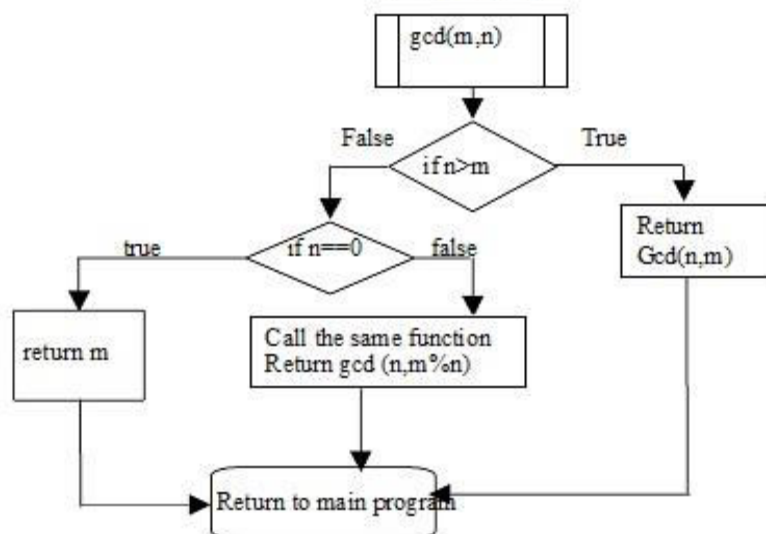 gcd(m,n)
False
True
if n>m
true
if n==0
false
Return
Gcd(n,m)
return m
Call the same function
Return gcd (n,m%n)
Return to main program